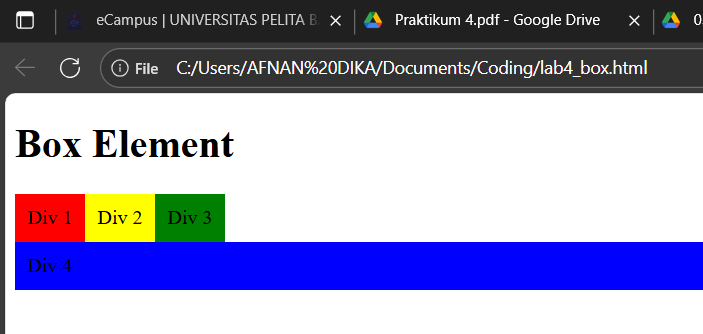 eCampus | UNIVERSITAS PELITA B
Praktikum 4.pdf - Google Drive
0
File C:/Users/AFNAN%20DIKA/Documents/Coding/lab4_box.html
Box Element
Div 1 Div 2 Div 3
Div 4